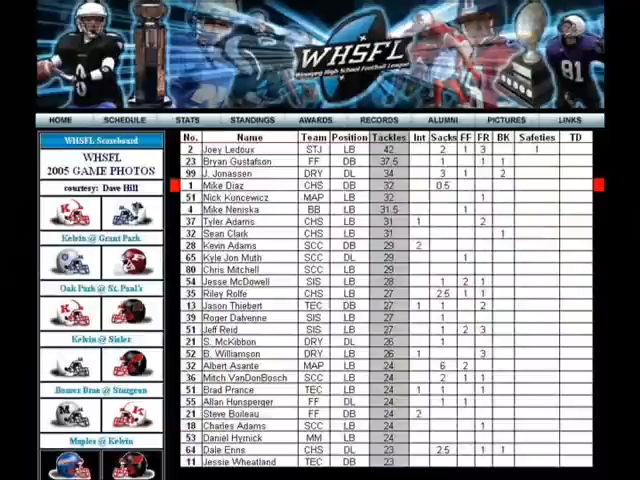 WHSFL
Winnipeg High School Football League
81
HOME SCHEDULE STATS STANDINGS AWARDS RECORDS ALUMNI PICTURES LINKS
WHSFL Scoreboard
WHSFL
2005 GAME PHOTOS
courtesy: Dave Hill
Kelvin @ Grant Park
Oak Park @ St. Paul's
Kelvin @ Sisler
Beaver Brae @ Sturgeon
Maples @ Kelvin
No. Name Team Position Tackles Int Sacks FF FR BK Safeties TD
2 Joey Ledoux STJ LB 42 2 1 3 1
23 Bryan Gustafson FF DB 37.5 1 1 1
99 J. Jonassen DRY DL 34 3 1 2
1 Mike Diaz CHS DB 32 0.5
51 Nick Kuncewicz MAP LB 32 1
4 Mike Neniska BB LB 31.5 1
37 Tyler Adams CHS LB 31 1 2
32 Sean Clark CHS LB 31 1
28 Kevin Adams SCC DB 29 2
65 Kyle Jon Muth SCC DL 29 1
80 Chris Mitchell SCC LB 29
54 Jesse McDowell SIS LB 28 1 2 1
35 Riley Rolfe CHS LB 27 2.5 1 1
13 Jason Thiebert TEC DB 27 1 1 2
39 Roger Dalvenne SIS LB 27 1
51 Jeff Reid SIS LB 27 1 2 3
21 S. McKibbon DRY DL 26 1
52 B. Williamson DRY LB 26 1 3
32 Albert Asante MAP LB 24 6 2
36 Mitch VanDonBosch SCC LB 24 2 1 1
51 Brad Prance TEC LB 24 1 1 1
55 Allan Hunsperger FF DL 24 1 1
21 Steve Boileau FF DB 24 2
18 Charles Adams SCC LB 24 1
53 Daniel Hyrnick MM LB 24
64 Dale Enns CHS DL 23 2.5 1 1
11 Jessie Wheatland TEC DB 23